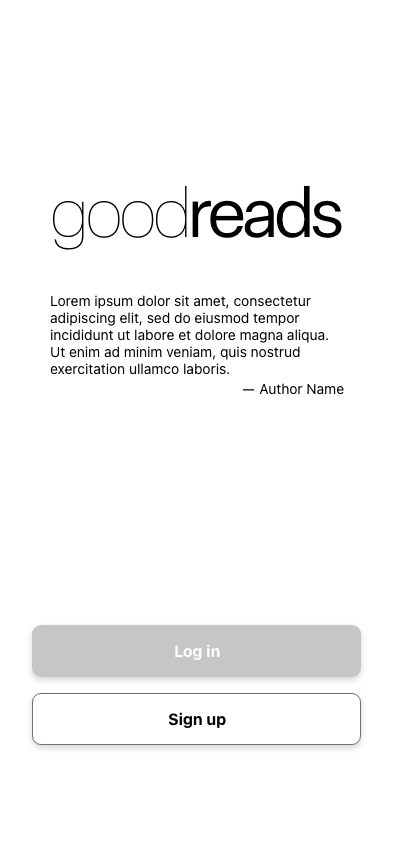 goodreads
Lorem ipsum dolor sit amet, consectetur
adipiscing elit, sed do eiusmod tempor
incididunt ut labore et dolore magna aliqua.
Ut enim ad minim veniam, quis nostrud
exercitation ullamco laboris.
— Author Name
Log in
Sign up